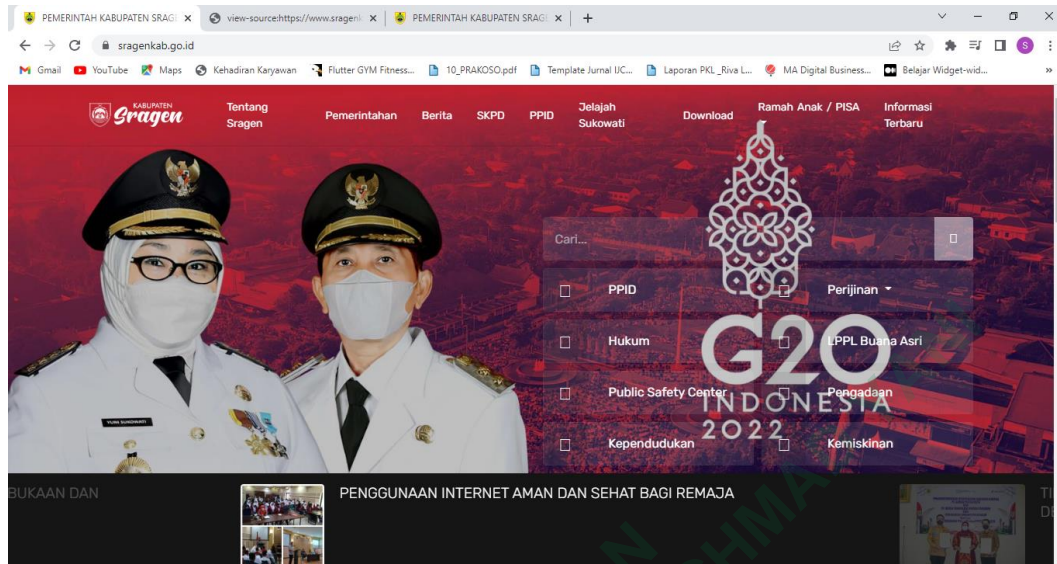 PEMERINTAH KABUPATEN SRAG
view-source:https://www.sragenk
PEMERINTAH KABUPATEN SRAG
sragenkab.go.id
S
Gmail YouTube Maps Kehadiran Karyawan Flutter GYM Fitness... 10_PRAKOSO.pdf Template Jurnal IJC... Laporan PKL _Riva L... MA Digital Business... Belajar Widget-wid... »
KABUPATEN
Sragen
Tentang
Sragen
Pemerintahan
Berita
SKPD
PPID
Jelajah
Sukowati
Download
Ramah Anak / PISA
Informasi
Terbaru
Cari...
PPID
Perijinan
Hukum
LPPL Buana Asri
Public Safety Center
Pengadaan
Kependudukan
Kemiskinan
G20
INDONESIA
2022
YUNI SUKOWATI
BUKAAN DAN
PENGGUNAAN INTERNET AMAN DAN SEHAT BAGI REMAJA
TI